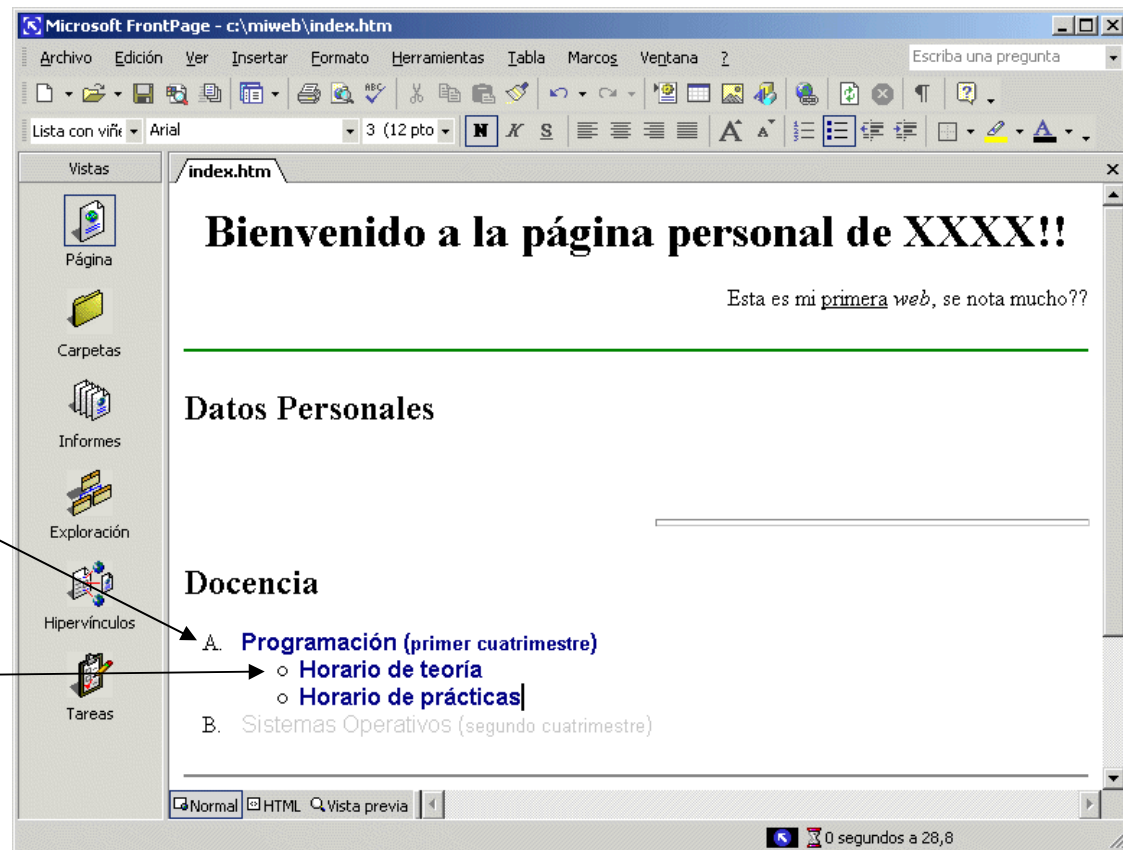 Microsoft FrontPage - c:\miweb\index.htm
Archivo Edición Ver Insertar Formato Herramientas Tabla Marcos Ventana ? Escriba una pregunta
Lista con viñe Arial 3 (12 pto N K S A A A
Vistas
index.htm
Página
Carpetas
Informes
Exploración
Hipervínculos
Tareas
Bienvenido a la página personal de XXXX!!
Esta es mi primera web, se nota mucho??
Datos Personales
Docencia
A. Programación (primer cuatrimestre)
Horario de teoría
Horario de prácticas
B. Sistemas Operativos (segundo cuatrimestre)
Normal HTML Vista previa
0 segundos a 28,8